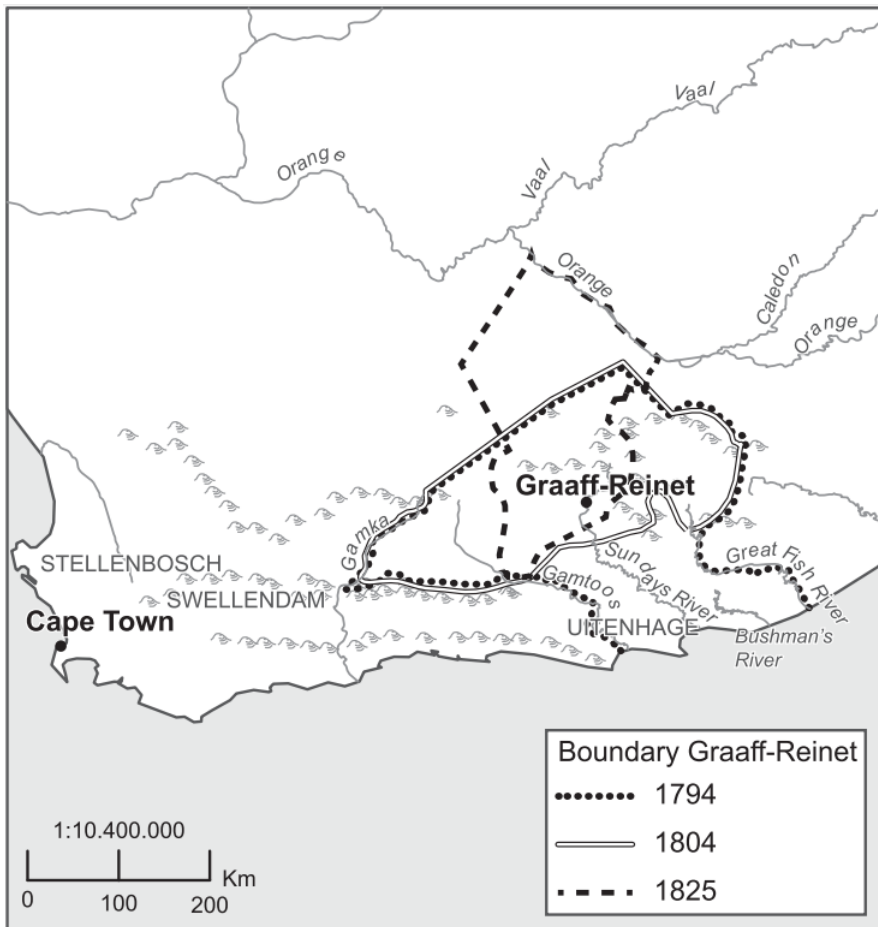 Vaal
Orange
Vaal
Orange
Caledon
Orange
Graaff-Reinet
Gamka
STELLENBOSCH
SWELLENDAM
Cape Town
Gamtoos
Sundays River
Great Fish River
UITENHAGE
Bushman's
River
Boundary Graaff-Reinet
1794
1804
1825
1:10.400.000
Km
0 100 200